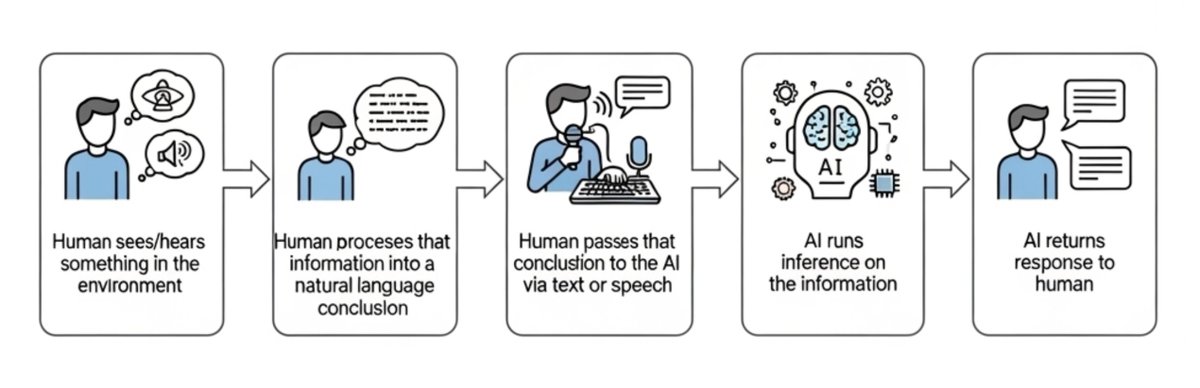 Human sees/hears
something in the
environment
Human proceses that
information into a
natural language
conclusion
Human passes that
conclustion to the AI
via text or speech
AI
AI runs
inference on
the information
AI returns
response to
human